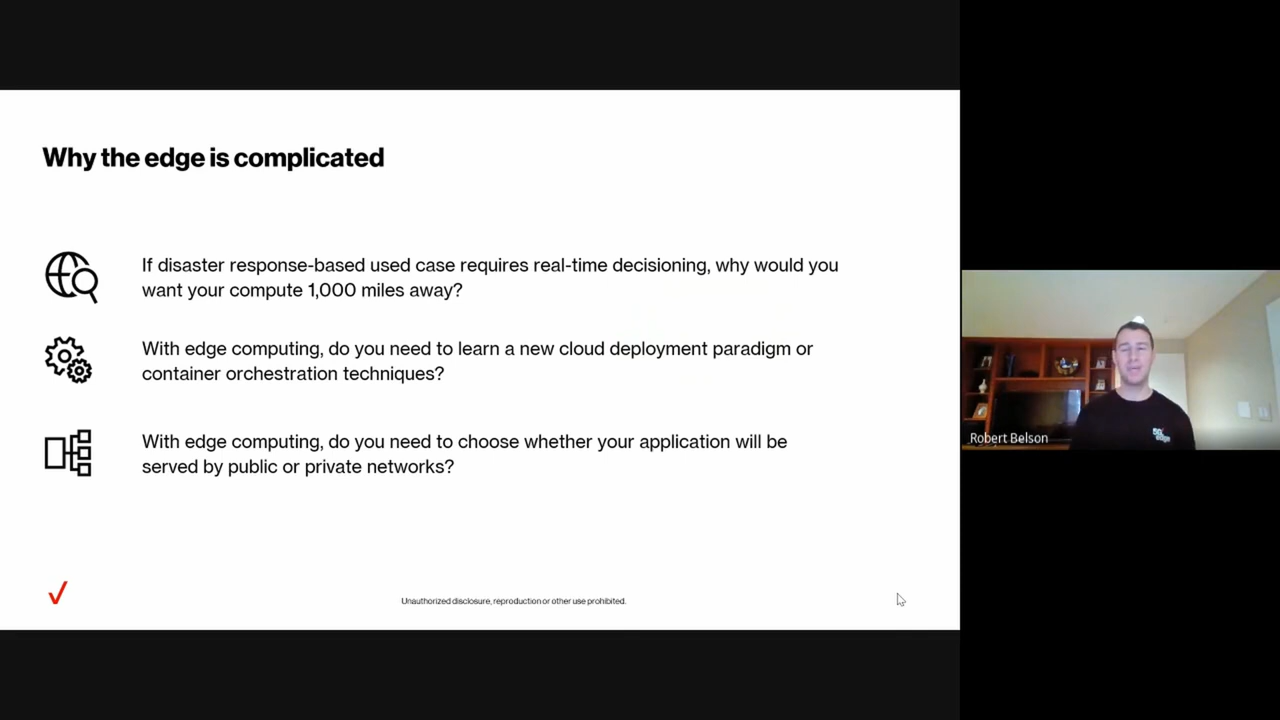 Why the edge is complicated
If disaster response-based used case requires real-time decisioning, why would you
want your compute 1,000 miles away?
With edge computing, do you need to learn a new cloud deployment paradigm or
container orchestration techniques?
With edge computing, do you need to choose whether your application will be
served by public or private networks?
Unauthorized disclosure, reproduction or other use prohibited.
Robert Belson